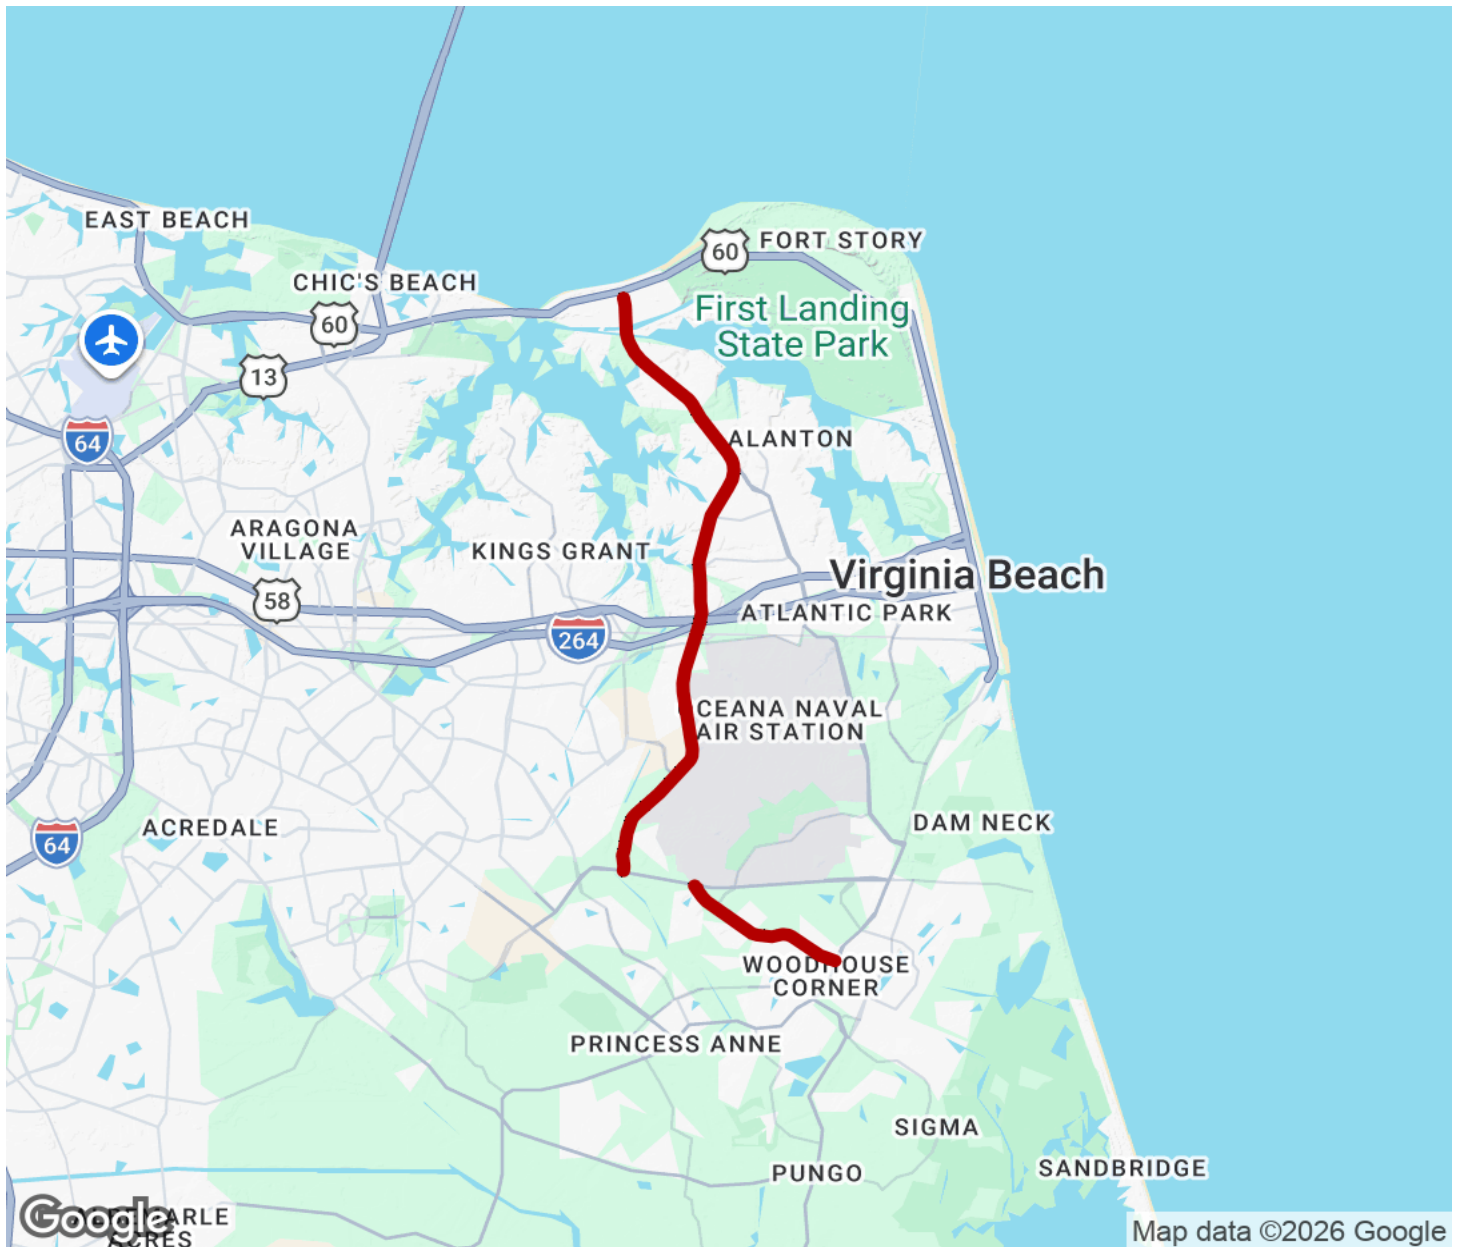 EAST BEACH
CHIC'S BEACH
60
FORT STORY
60
First Landing
State Park
13
64
ALANTON
ARAGONA
VILLAGE
KINGS GRANT
58
Virginia Beach
ATLANTIC PARK
264
CEANA NAVAL
AIR STATION
ACREDALE
64
DAM NECK
WOODHOUSE
CORNER
PRINCESS ANNE
SIGMA
PUNGO
SANDBRIDGE
Google
ACRES
Map data ©2026 Google